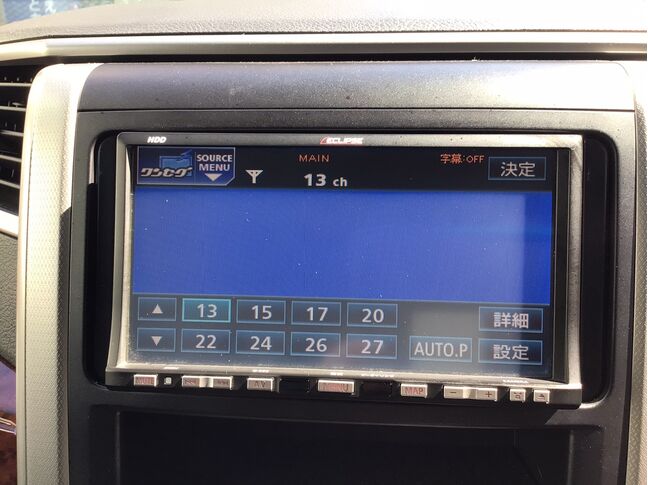 HDD ECLIPSE
ワンセグ SOURCE MENU MAIN 字幕:OFF 決定
13 ch
▲ 13 15 17 20 詳細
▼ 22 24 26 27 AUTO.P 設定
MENU MAP − +